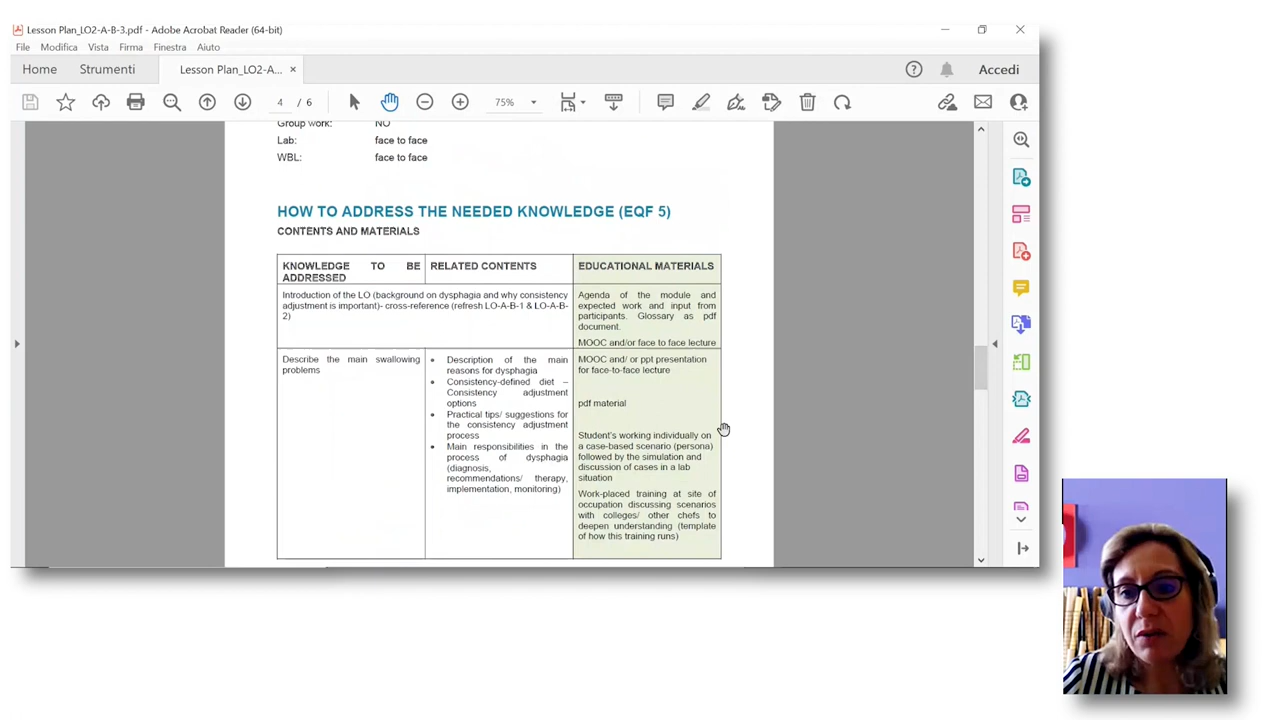 Lesson Plan_LO2-A-B-3.pdf - Adobe Acrobat Reader (64-bit)
File Modifica Vista Firma Finestra Aiuto
Home Strumenti Lesson Plan_LO2-A... × Accedi
4 / 6 75%
Group work: NO
Lab: face to face
WBL: face to face
HOW TO ADDRESS THE NEEDED KNOWLEDGE (EQF 5)
CONTENTS AND MATERIALS
KNOWLEDGE TO BE
ADDRESSED
RELATED CONTENTS
EDUCATIONAL MATERIALS
Introduction of the LO (background on dysphagia and why consistency
adjustment is important)- cross-reference (refresh LO-A-B-1 & LO-A-B-
2)
Agenda of the module and
expected work and input from
participants. Glossary as pdf
document.
MOOC and/or face to face lecture
Describe the main swallowing
problems
• Description of the main
reasons for dysphagia
• Consistency-defined diet –
Consistency adjustment
options
• Practical tips/ suggestions for
the consistency adjustment
process
• Main responsibilities in the
process of dysphagia
(diagnosis,
recommendations/ therapy,
implementation, monitoring)
MOOC and/ or ppt presentation
for face-to-face lecture
pdf material
Student's working individually on
a case-based scenario (persona)
followed by the simulation and
discussion of cases in a lab
situation
Work-placed training at site of
occupation discussing scenarios
with colleges/ other chefs to
deepen understanding (template
of how this training runs)